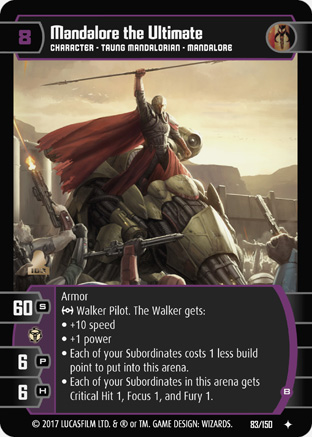 8
Mandalore the Ultimate
CHARACTER - TAUNG MANDALORIAN - MANDALORE
60 S
6 P
6 H
Armor
Walker Pilot. The Walker gets:
• +10 speed
• +1 power
• Each of your Subordinates costs 1 less build
point to put into this arena.
• Each of your Subordinates in this area gets
Critical Hit 1, Focus 1, and Fury 1.
B
© 2017 LUCASFILM LTD. & ® or TM. GAME DESIGN: WIZARDS.
83/150